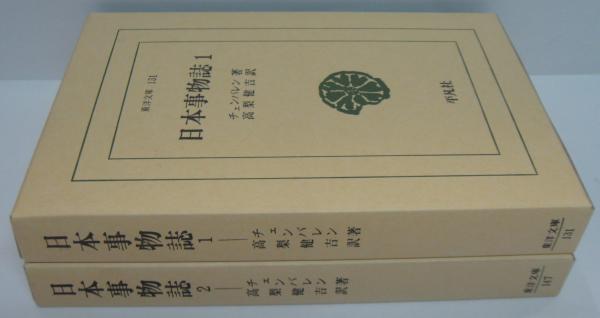 東洋文庫 131
日本事物誌 1
チェンバレン著
高梨健吉訳
平凡社
日本事物誌 1
チェンバレン著
高梨健吉訳
東洋文庫
131
日本事物誌 2
チェンバレン著
高梨健吉訳
東洋文庫
147